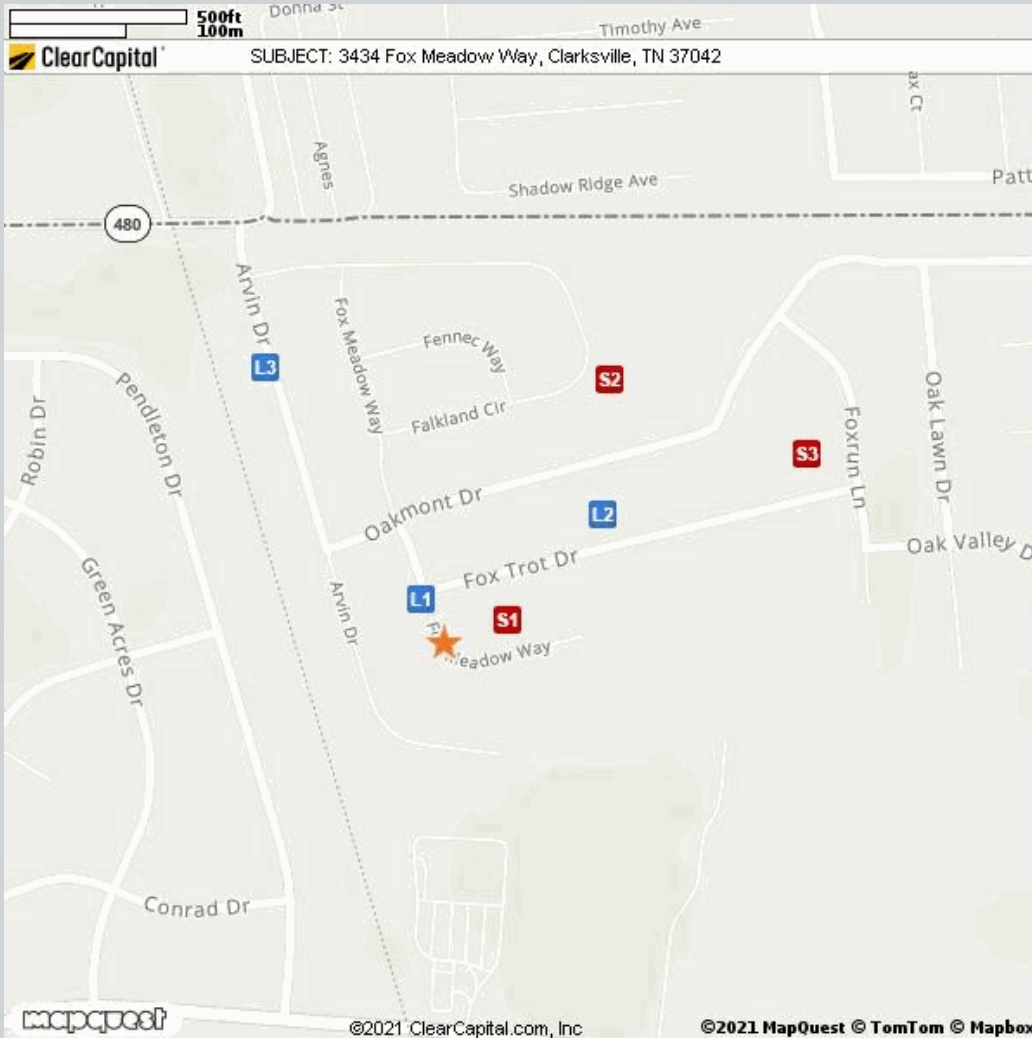 500ft
100m
Donna St
Timothy Ave
ClearCapital
SUBJECT: 3434 Fox Meadow Way, Clarksville, TN 37042
Agnes
ax Ct
Shadow Ridge Ave
Patt
480
Arvin Dr
Fox Meadow Way
Fennec Way
L3
S2
Falkland Cir
Pendleton Dr
Robin Dr
Oak Lawn Dr
Foxrun Ln
S3
Oakmont Dr
L2
Oak Valley D
Fox Trot Dr
Green Acres Dr
Arvin Dr
L1
S1
Meadow Way
Conrad Dr
mapquest
©2021 ClearCapital.com, Inc
©2021 MapQuest © TomTom © Mapbox